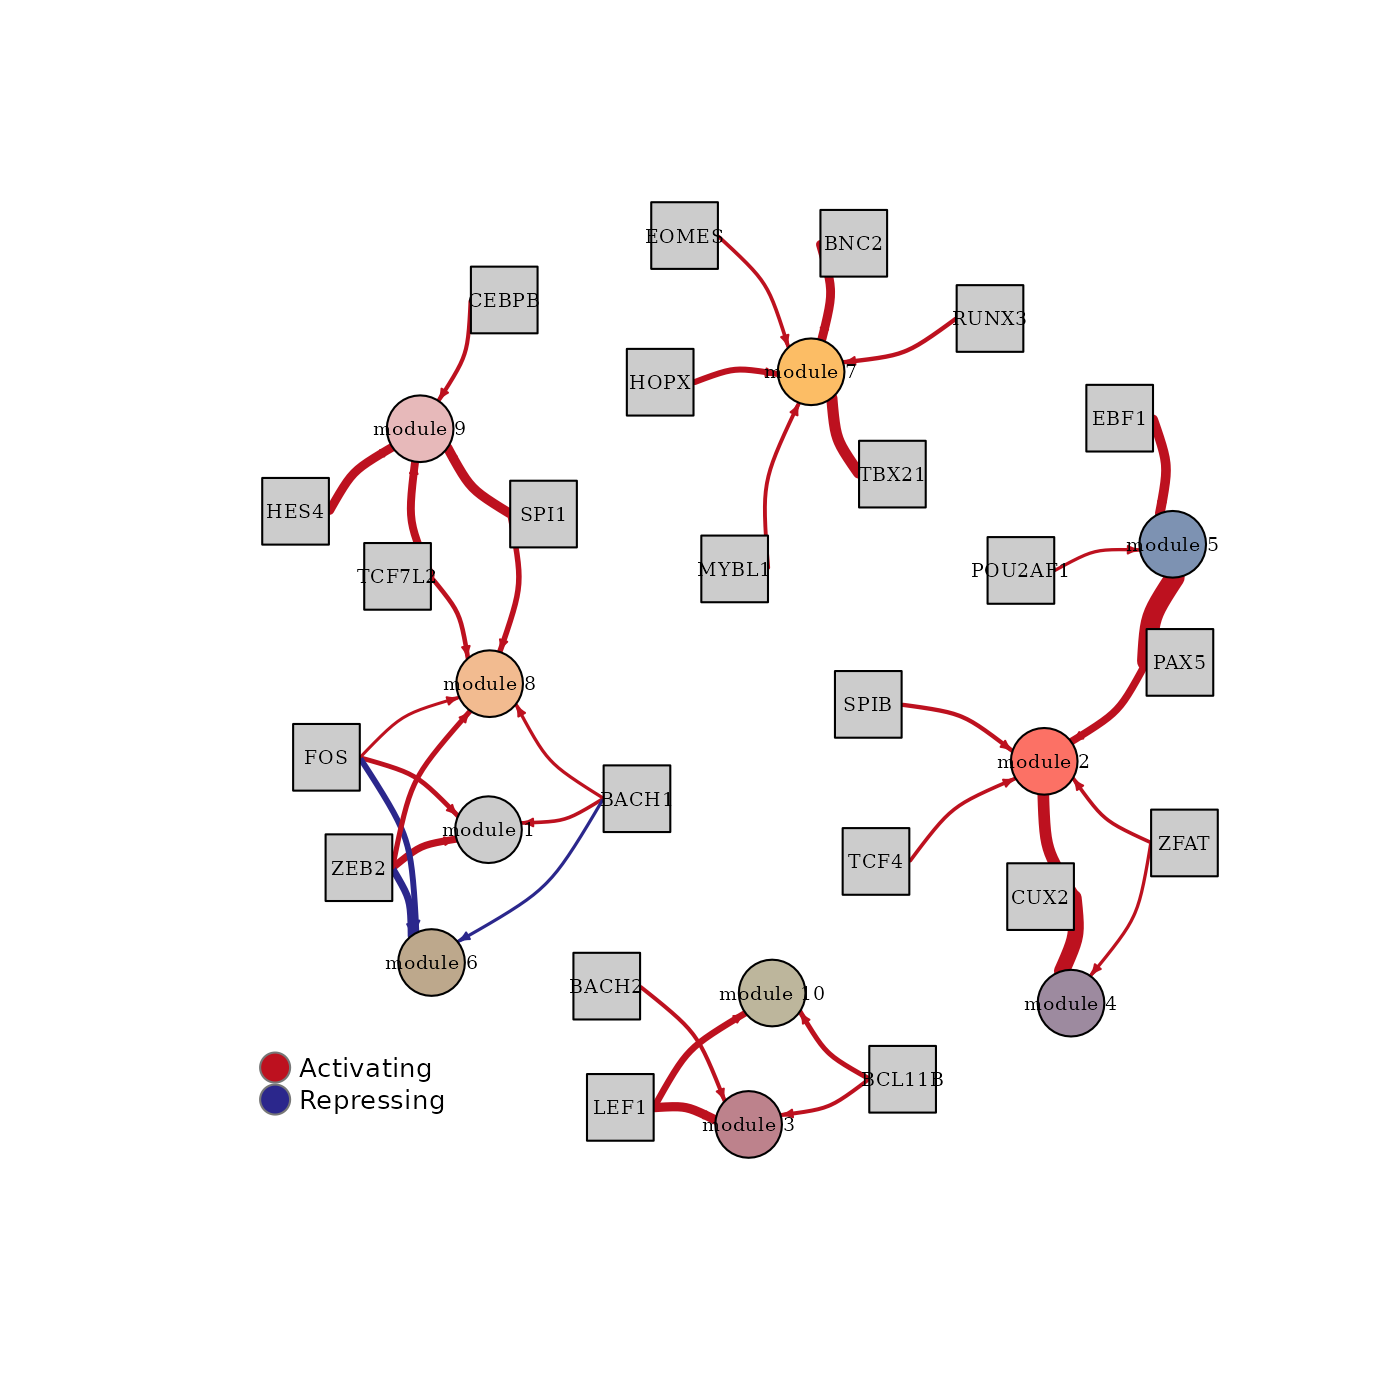 EOMES
BNC2
CEBPB
RUNX3
module 7
HOPX
EBF1
module 9
TBX21
HES4
SPI1
module 5
MYBL1
POU2AF1
TCF7L2
PAX5
module 8
SPIB
FOS
module 2
BACH1
module 1
ZFAT
TCF4
ZEB2
CUX2
module 6
BACH2
module 10
module 4
Activating
BCL11B
Repressing
LEF1
module 3